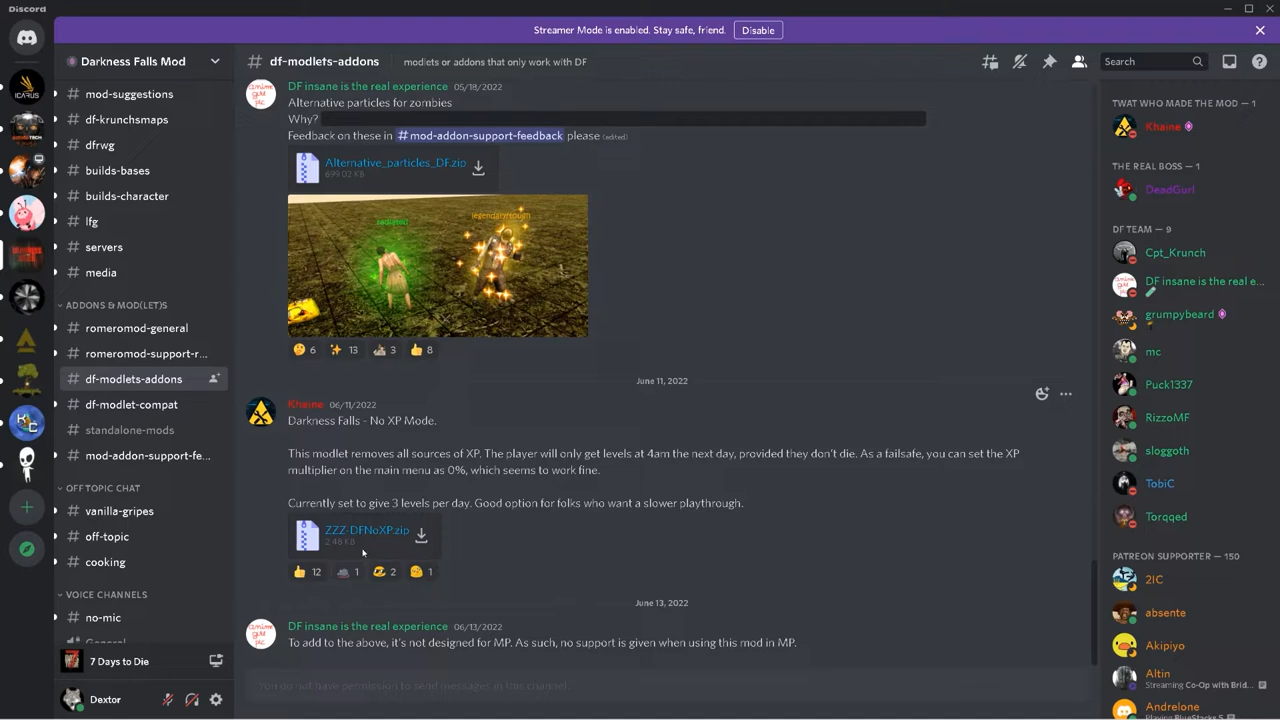 Discord
Streamer Mode is enabled. Stay safe, friend. Disable
Darkness Falls Mod
mod-suggestions
df-krunchsmaps
dfrwg
builds-bases
builds-character
lfg
servers
media
ADDONS & MOD(LET)S
romeromod-general
romeromod-support-r...
df-modlets-addons
df-modlet-compat
standalone-mods
mod-addon-support-fe...
OFF TOPIC CHAT
vanilla-gripes
off-topic
cooking
VOICE CHANNELS
no-mic
General
7 Days to Die
Dextor
df-modlets-addons modlets or addons that only work with DF
Search
DF insane is the real experience 05/18/2022
Alternative particles for zombies
Why?
Feedback on these in #mod-addon-support-feedback please (edited)
Alternative_particles_DF.zip
699.02 KB
radiated
6 13 3 8
June 11, 2022
Khaine 06/11/2022
Darkness Falls - No XP Mode.
This modlet removes all sources of XP. The player will only get levels at 4am the next day, provided they don't die. As a failsafe, you can set the XP
multiplier on the main menu as 0%, which seems to work fine.
Currently set to give 3 levels per day. Good option for folks who want a slower playthrough.
ZZZ-DFNoXP.zip
2.48 KB
12 1 2 1
June 13, 2022
DF insane is the real experience 06/13/2022
To add to the above, it's not designed for MP. As such, no support is given when using this mod in MP.
You do not have permission to send messages in this channel.
TWAT WHO MADE THE MOD — 1
Khaine
THE REAL BOSS — 1
DeadGurl
DF TEAM — 9
Cpt_Krunch
DF insane is the real e...
grumpybeard
mc
Puck1337
RizzoMF
sloggoth
TobiC
Torqqed
PATREON SUPPORTER — 150
2IC
absente
Akipiyo
Altin
Streaming Co-Op with Brid...
Andrelone
Playing BlueStacks 5